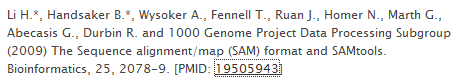 Li H.*, Handsaker B.*, Wysoker A., Fennell T., Ruan J., Homer N., Marth G.,
Abecasis G., Durbin R. and 1000 Genome Project Data Processing Subgroup
(2009) The Sequence alignment/map (SAM) format and SAMtools.
Bioinformatics, 25, 2078-9. [PMID: 19505943]